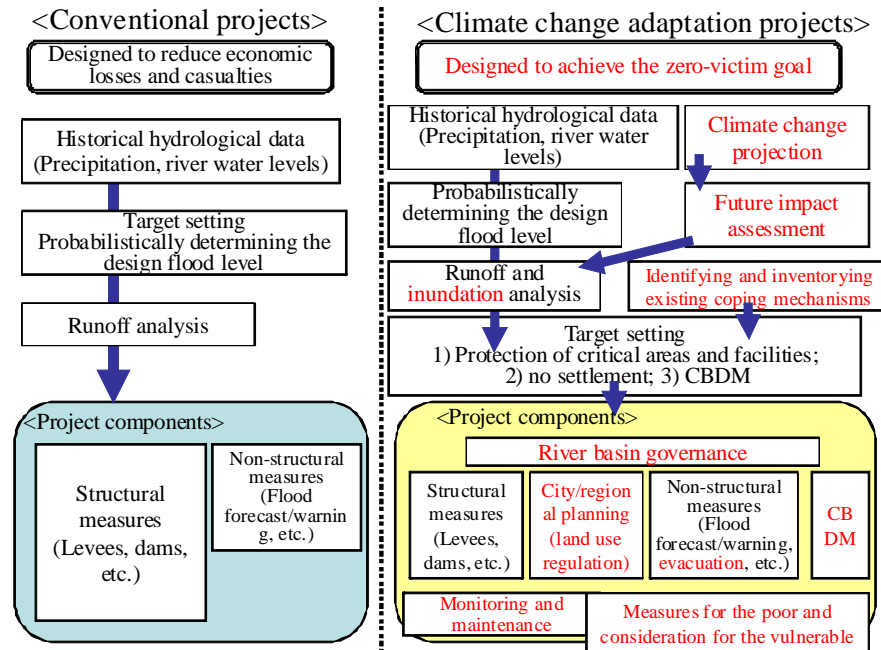 <Conventional projects>
Designed to reduce economic
losses and casualties
Historical hydrological data
(Precipitation, river water levels)
Target setting
Probabilistically determining the
design flood level
Runoff analysis
<Project components>
Structural
measures
(Levees, dams,
etc.)
Non-structural
measures
(Flood
forecast/warnin
g, etc.)
<Climate change adaptation projects>
Designed to achieve the zero-victim goal
Historical hydrological data
(Precipitation, river water
levels)
Climate change
projection
Probabilistically
determining the design
flood level
Future impact
assessment
Runoff and
inundation analysis
Identifying and inventorying
existing coping mechanisms
Target setting
1) Protection of critical areas and facilities;
2) no settlement; 3) CBDM
<Project components>
River basin governance
Structural
measures
(Levees,
dams, etc.)
City/region
al planning
(land use
regulation)
Non-structural
measures
(Flood
forecast/warning,
evacuation, etc.)
CB
DM
Monitoring and
maintenance
Measures for the poor and
consideration for the vulnerable